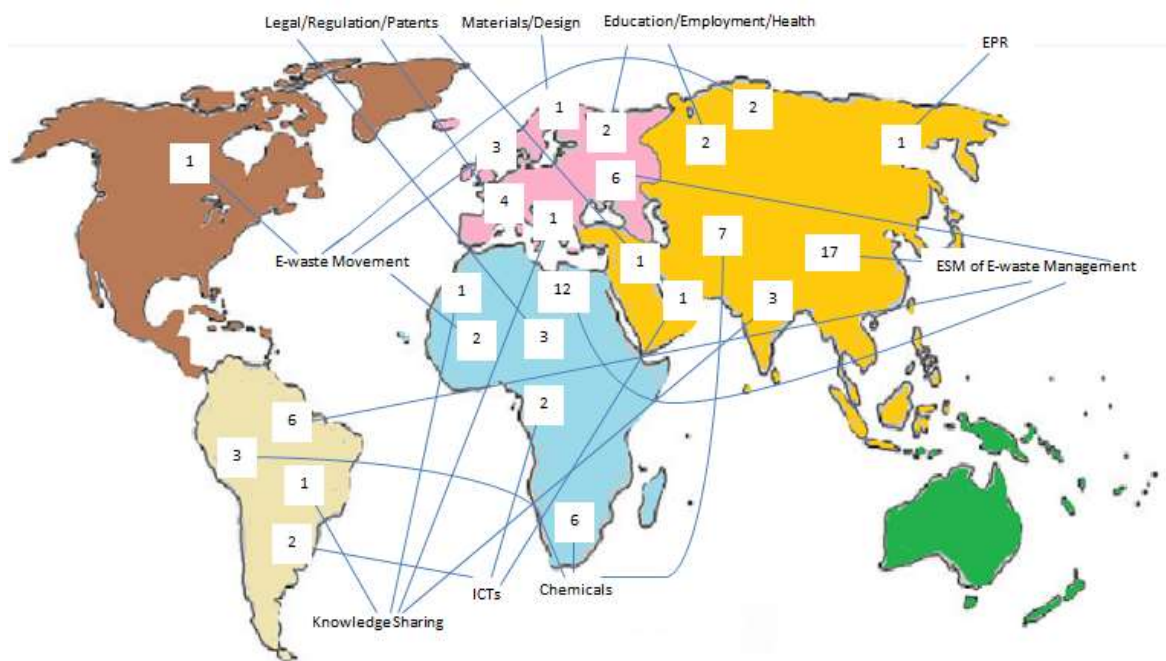 Legal/Regulation/Patents Materials/Design Education/Employment/Health
EPR
1 2
2
3 2 1
1
6
4
1 7 17
E-waste Movement 1 ESM of E-waste Management
1 12 1 3
2 3
2
6
3
1
6
2
Chemicals
ICTs
Knowledge Sharing